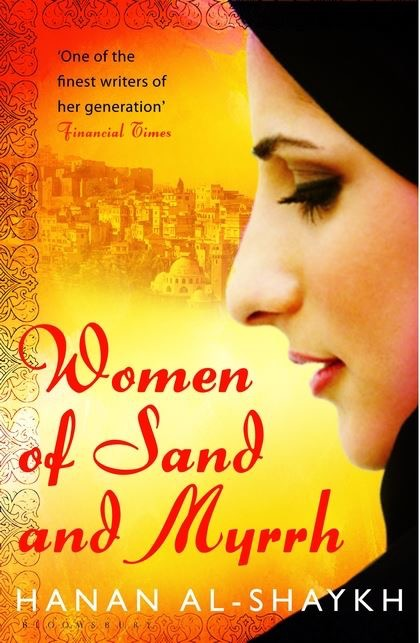 'One of the
finest writers of
her generation'
Financial Times
Women
of Sand
and Myrrh
HANAN AL-SHAYKH
BLOOMSBURY